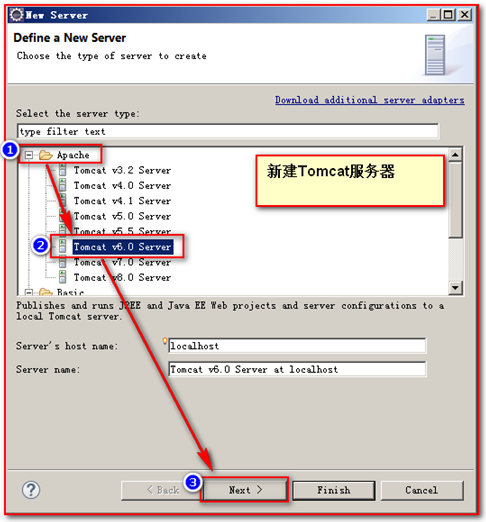 New Server
Define a New Server
Choose the type of server to create
Download additional server adapters
Select the server type:
type filter text
1
Apache
新建Tomcat服务器
Tomcat v3.2 Server
Tomcat v4.0 Server
Tomcat v4.1 Server
Tomcat v5.0 Server
Tomcat v5.5 Server
2
Tomcat v6.0 Server
Tomcat v7.0 Server
Tomcat v8.0 Server
Basic
Publishes and runs J2EE and Java EE Web projects and server configurations to a
local Tomcat server.
Server's host name:
localhost
Server name:
Tomcat v6.0 Server at localhost
3
?
< Back
Next >
Finish
Cancel